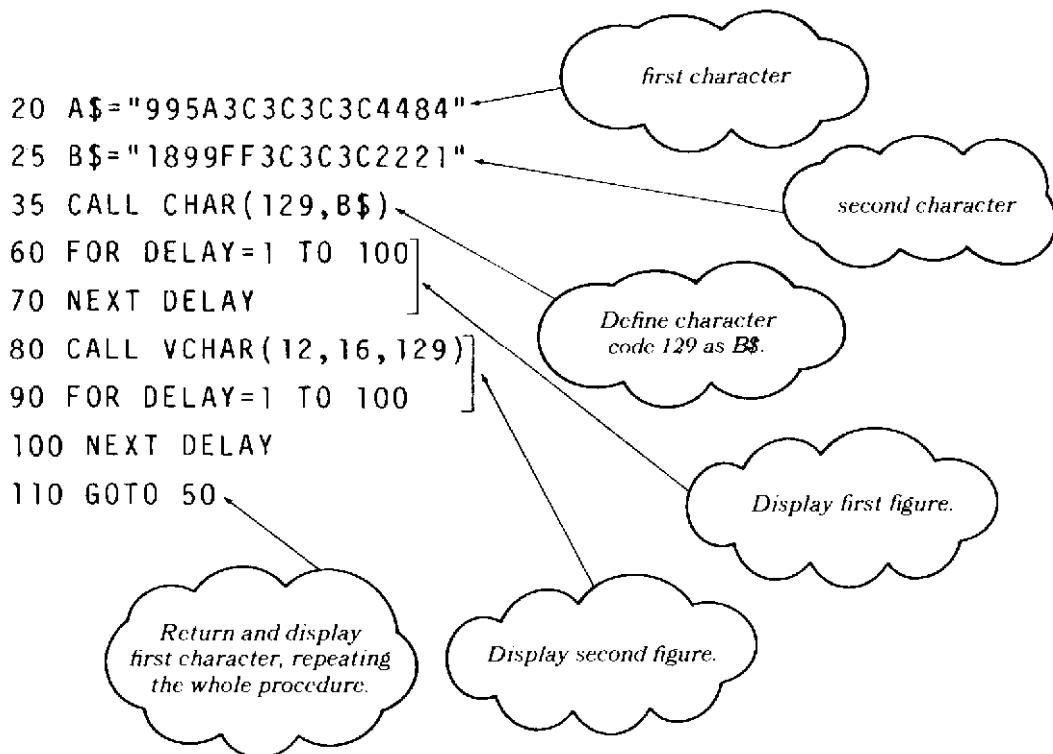 first character
20 A$="995A3C3C3C3C4484"
25 B$="1899FF3C3C3C2221"
second character
35 CALL CHAR(129,B$)
60 FOR DELAY=1 TO 100
70 NEXT DELAY
Define character
code 129 as B$.
80 CALL VCHAR(12,16,129)
90 FOR DELAY=1 TO 100
100 NEXT DELAY
110 GOTO 50
Display first figure.
Return and display
first character, repeating
the whole procedure.
Display second figure.